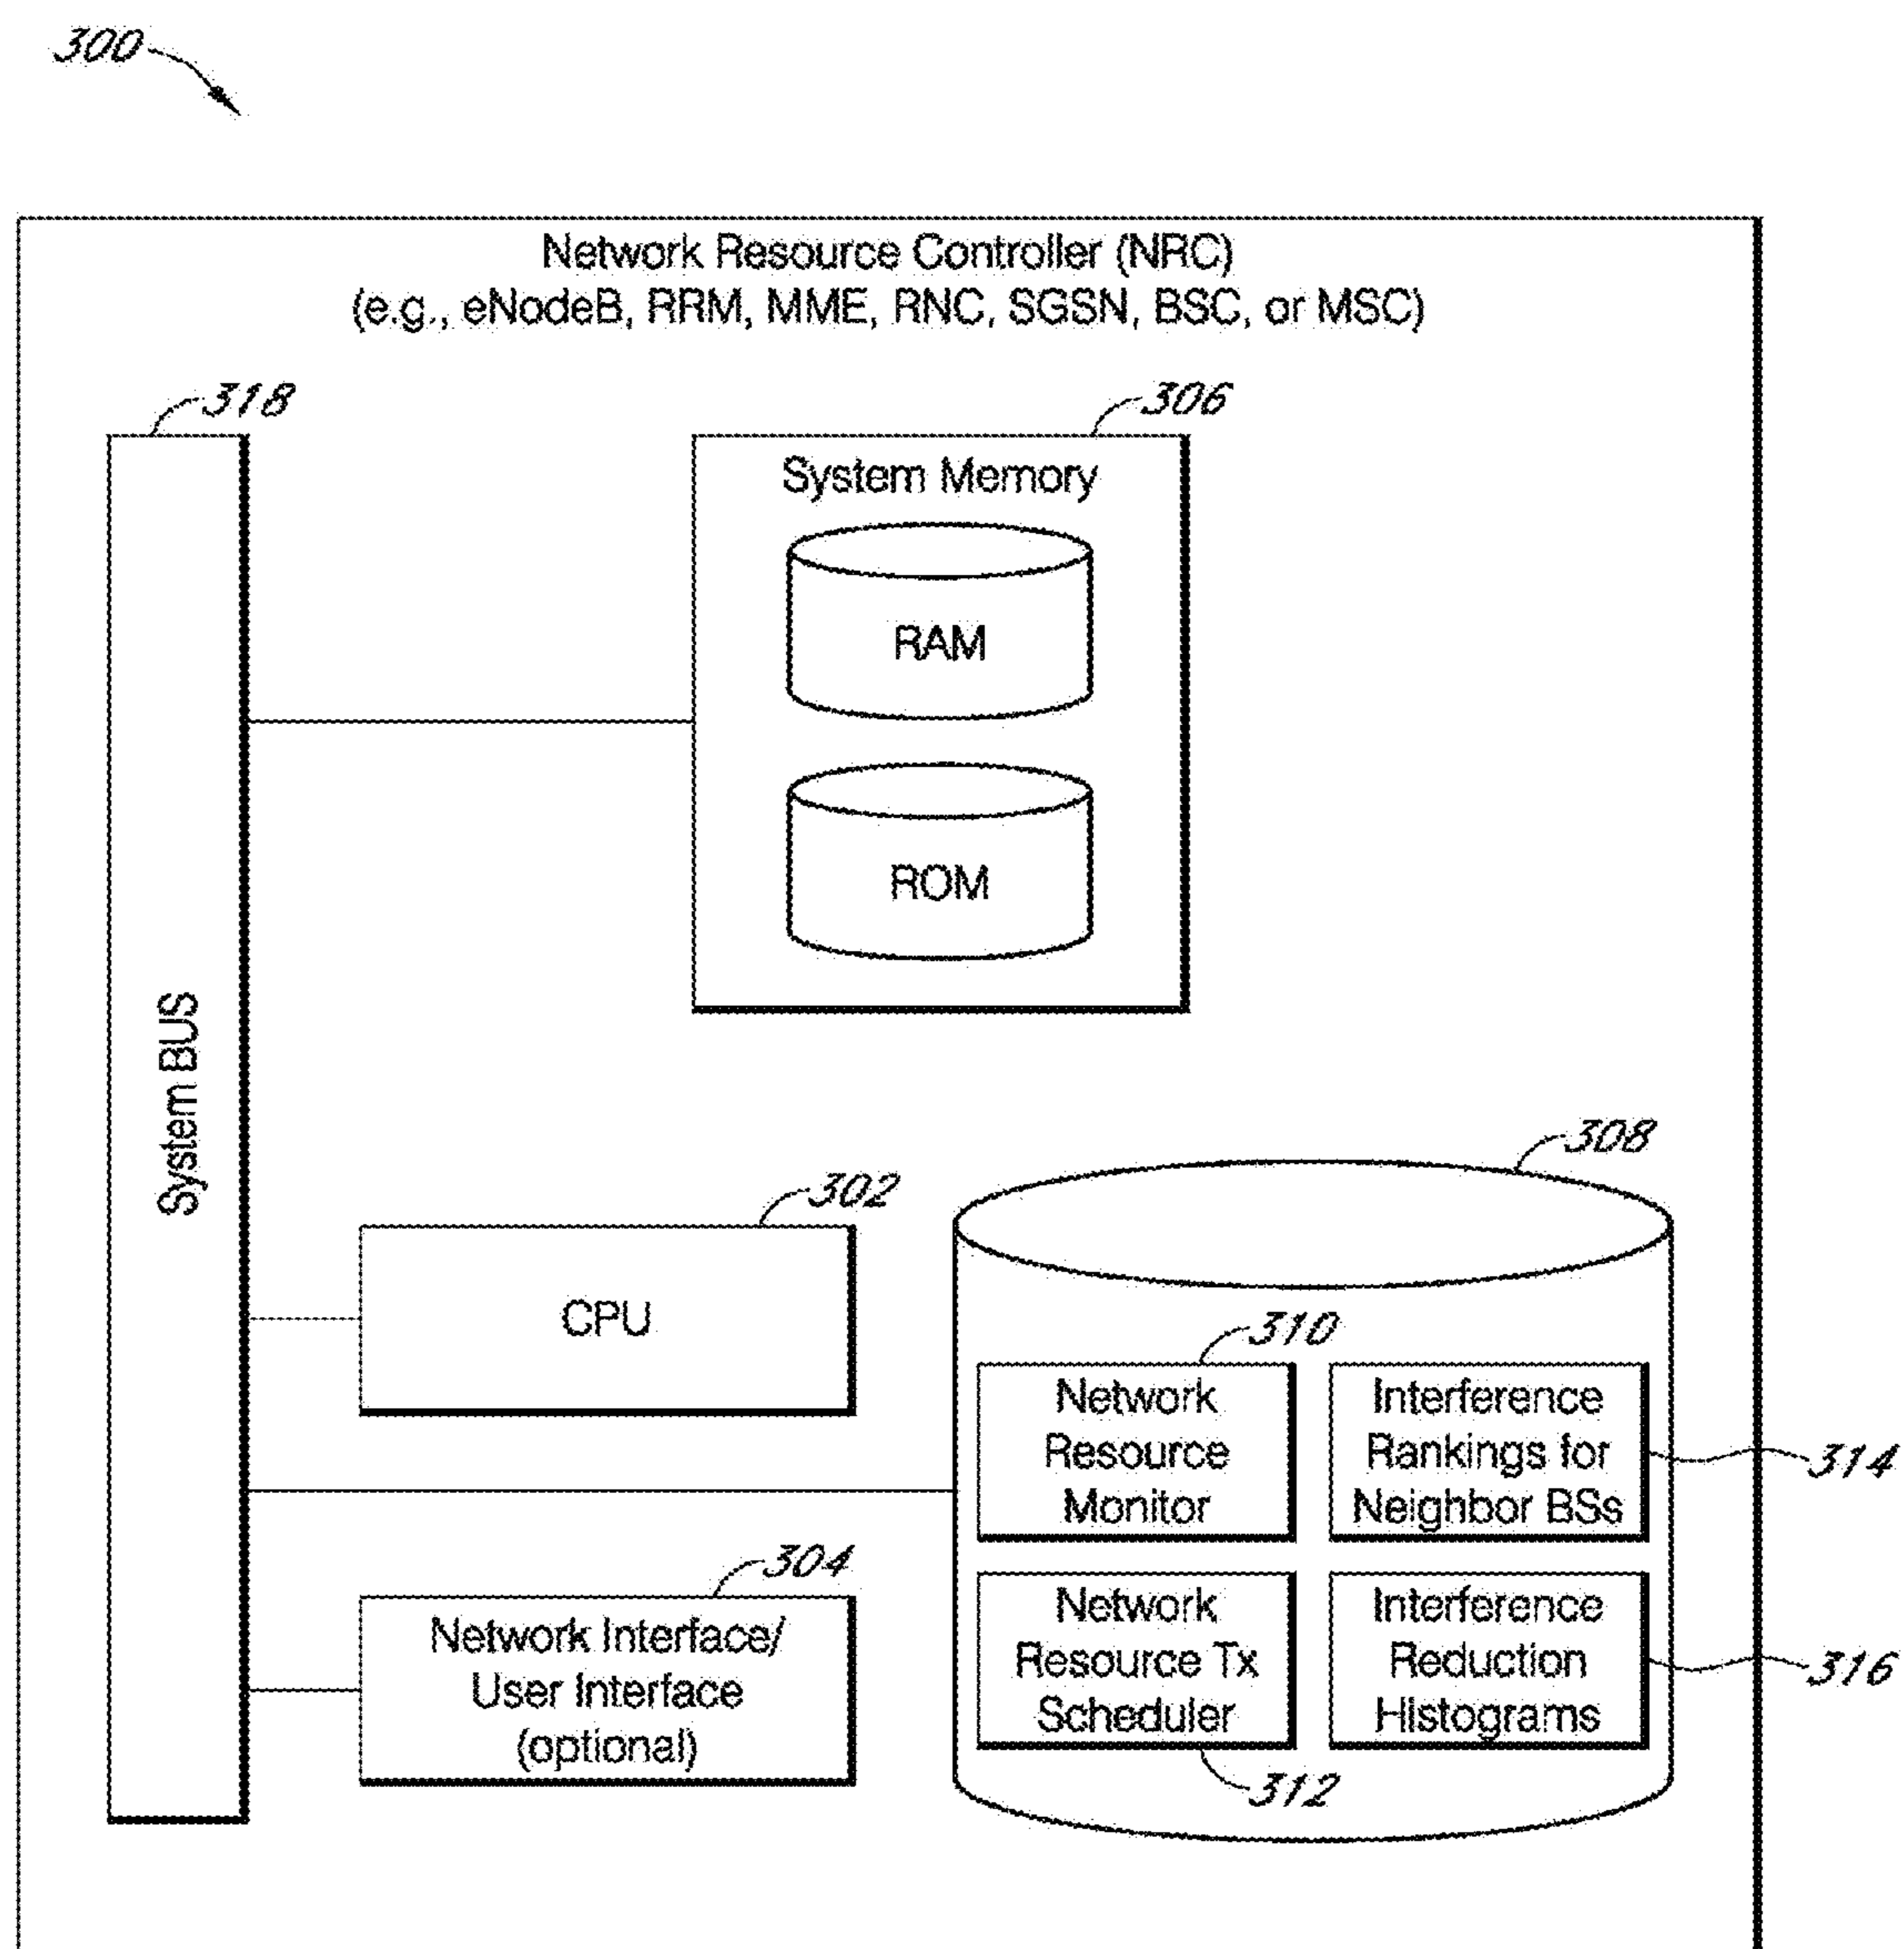 300
Network Resource Controller (NRC)
(e.g., eNodeB, RRM, MME, RNC, SGSN, BSC, or MSC)
318
306
System Memory
RAM
ROM
System BUS
308
302
CPU
310
Network
Resource
Monitor
Interference
Rankings for
Neighbor BSs
314
304
Network Interface/
User Interface
(optional)
Network
Resource Tx
Scheduler
312
Interference
Reduction
Histograms
316